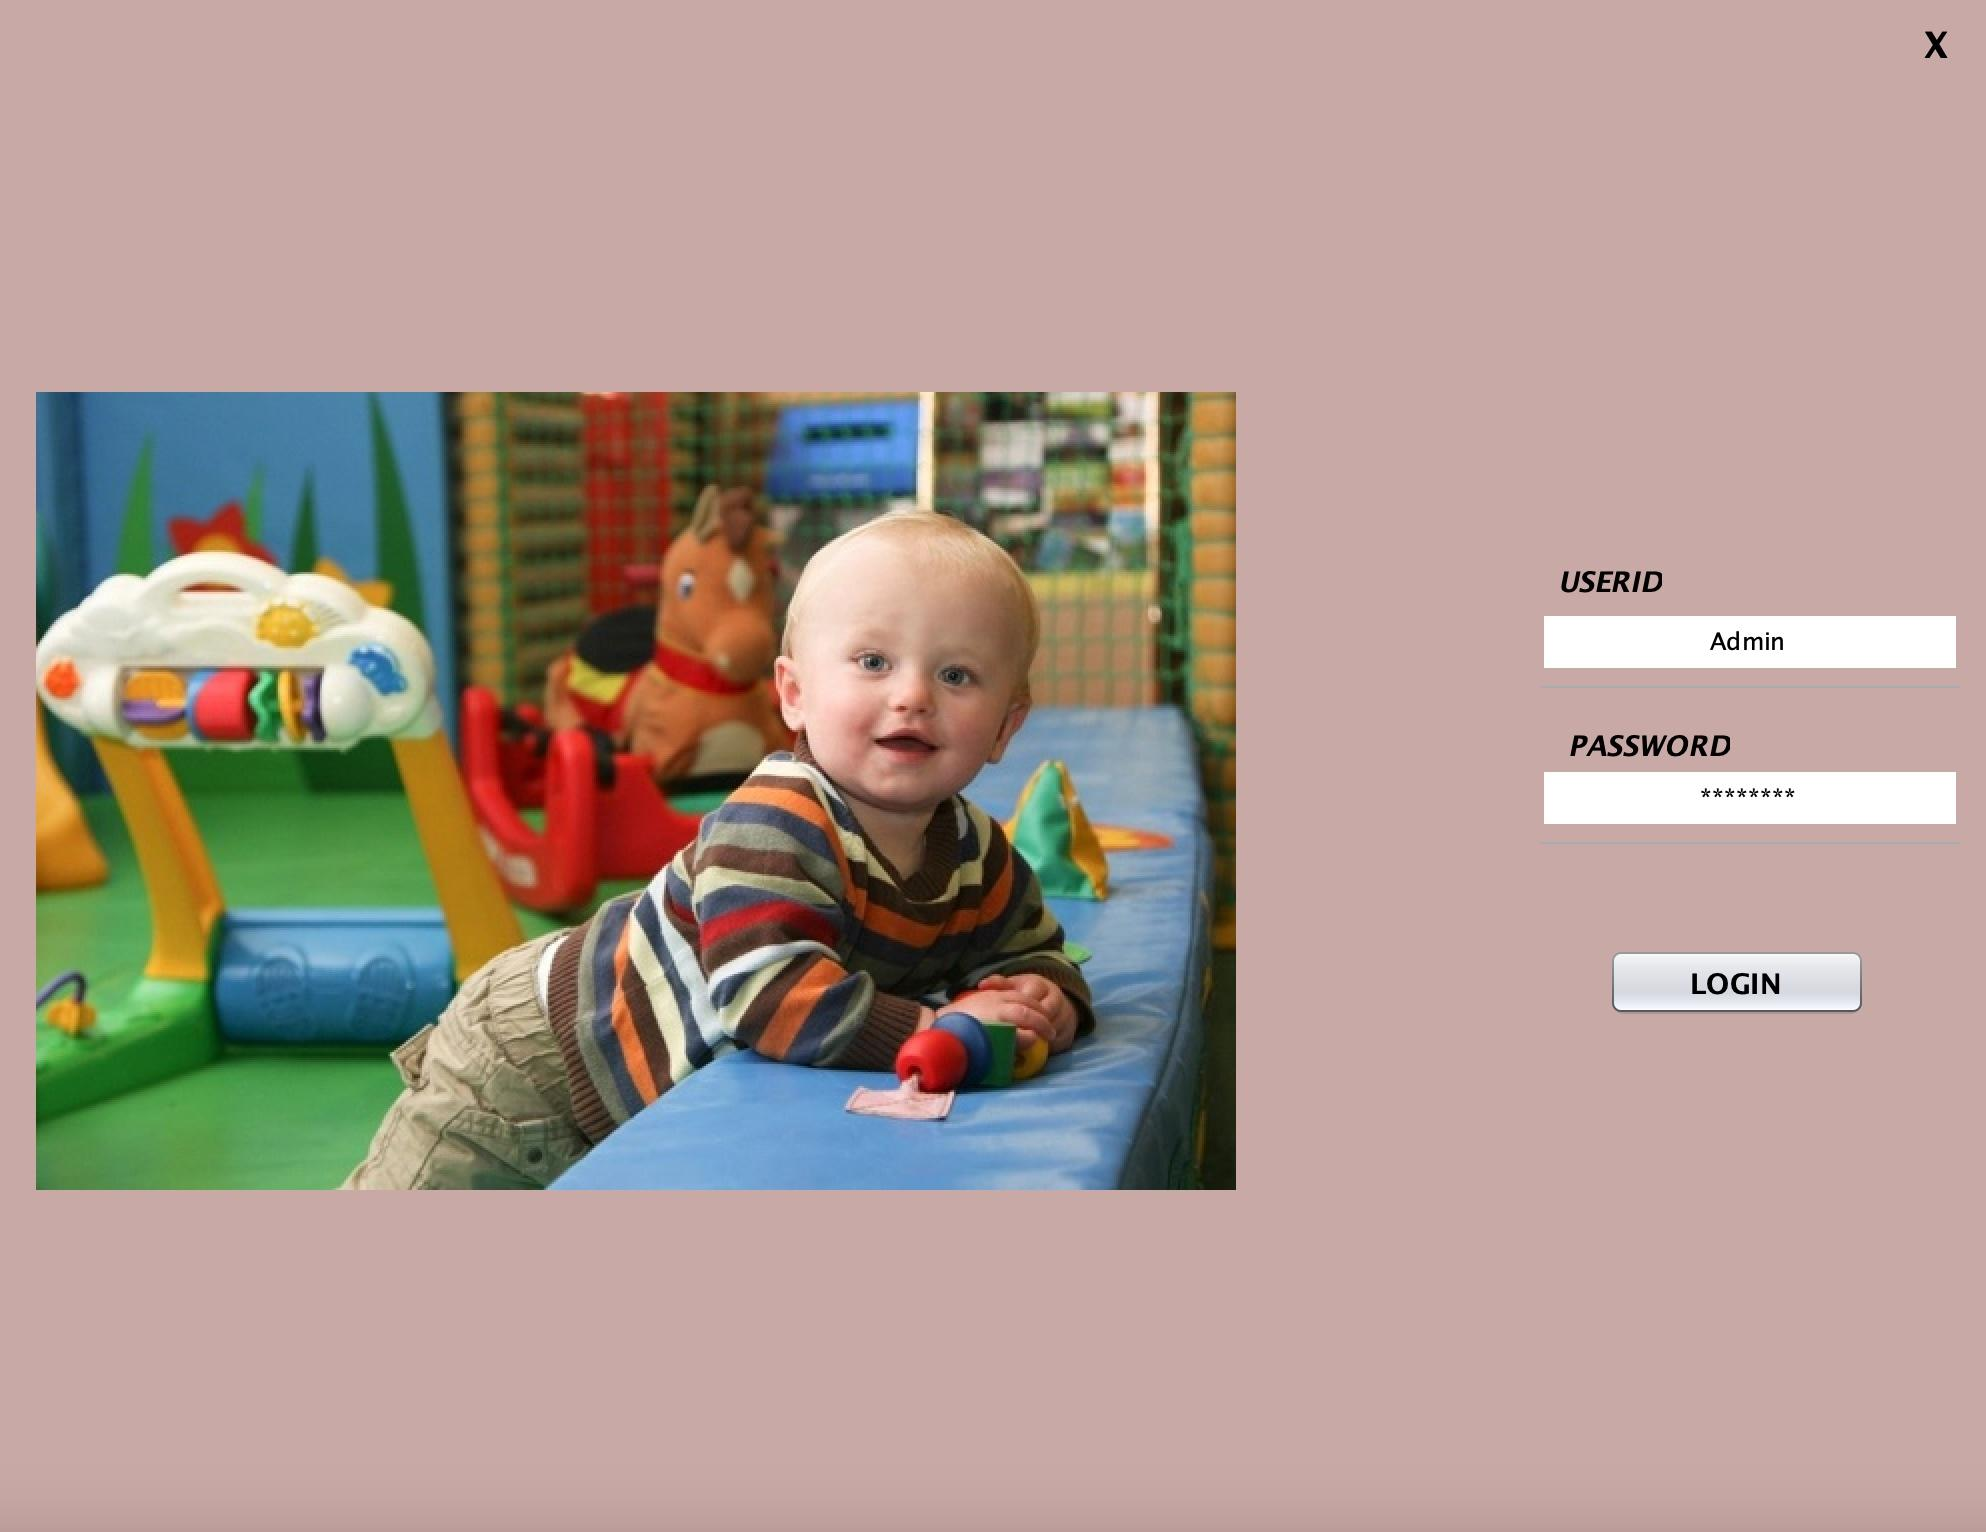 X
USERID
Admin
PASSWORD
********
LOGIN